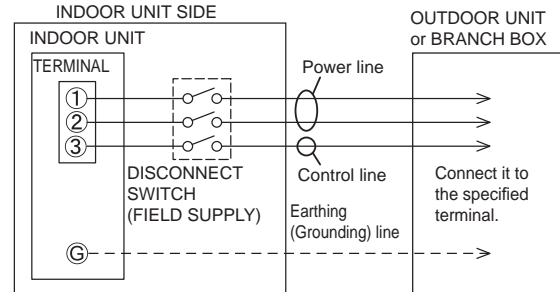 INDOOR UNIT SIDE
INDOOR UNIT
TERMINAL
1
2
3
G
DISCONNECT
SWITCH
(FIELD SUPPLY)
Power line
Control line
Earthing
(Grounding) line
OUTDOOR UNIT
or BRANCH BOX
Connect it to
the specified
terminal.